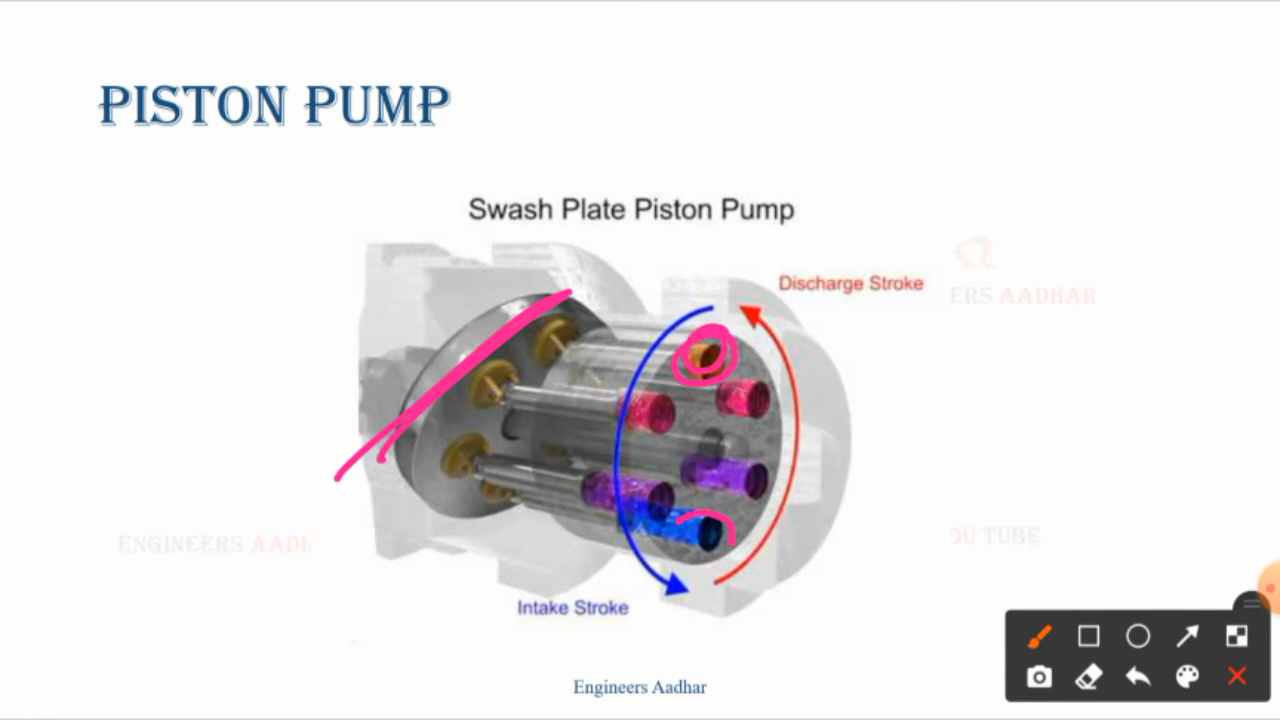 PISTON PUMP
Swash Plate Piston Pump
Discharge Stroke
ERS AADHAR
ENGINEERS AADH
OU TUBE
Intake Stroke
Engineers Aadhar